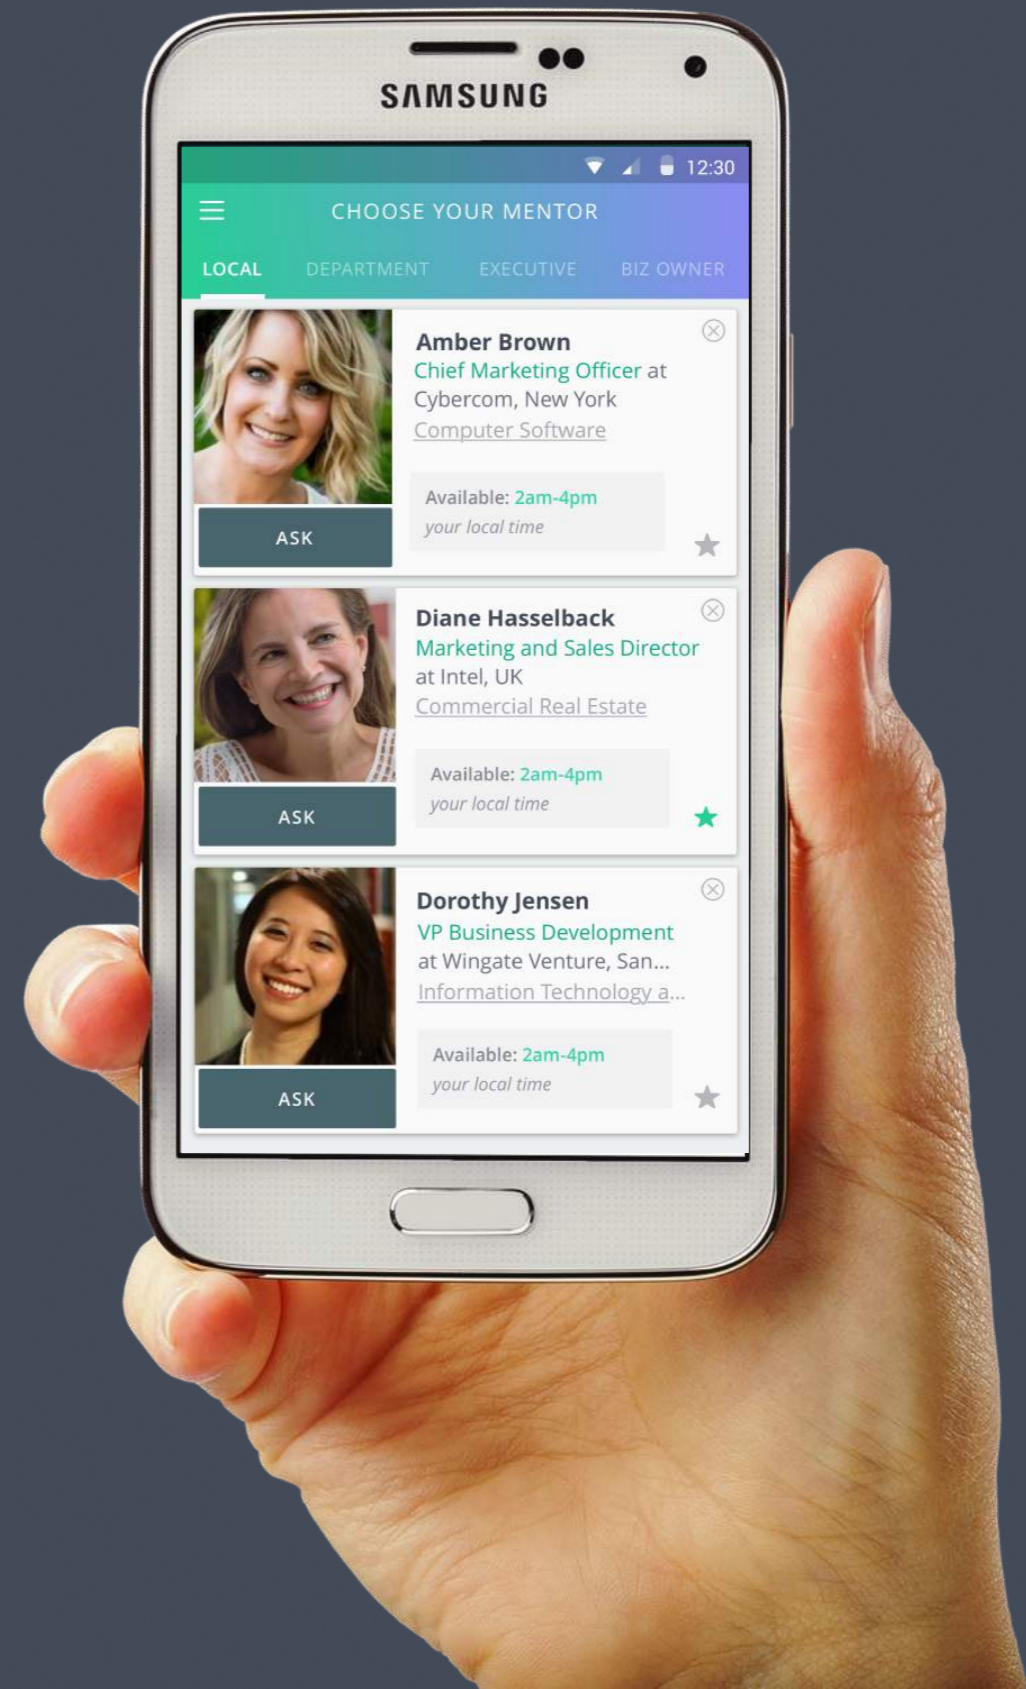 SAMSUNG
12:30
CHOOSE YOUR MENTOR
LOCAL DEPARTMENT EXECUTIVE BIZ OWNER
Amber Brown
Chief Marketing Officer at
Cybercom, New York
Computer Software
Available: 2am-4pm
your local time
ASK
Diane Hasselback
Marketing and Sales Director
at Intel, UK
Commercial Real Estate
Available: 2am-4pm
your local time
ASK
Dorothy Jensen
VP Business Development
at Wingate Venture, San...
Information Technology a...
Available: 2am-4pm
your local time
ASK